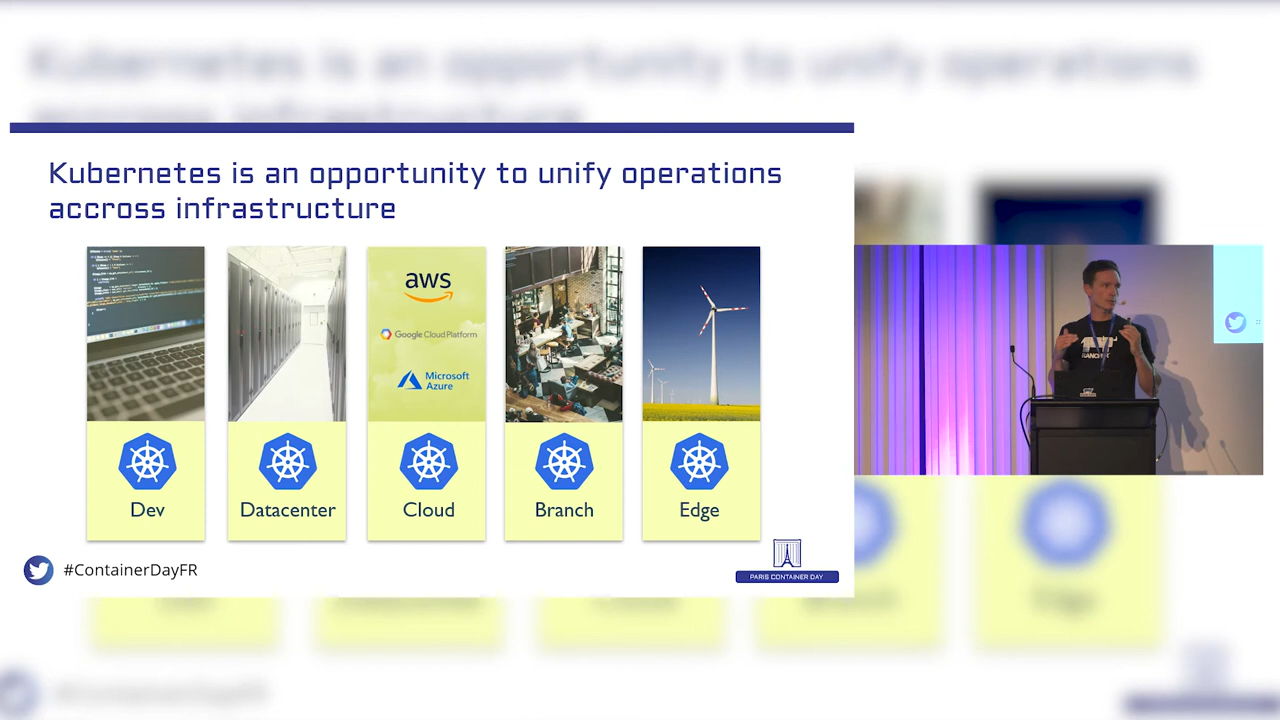 Kubernetes is an opportunity to unify operations
accross infrastructure
aws
Google Cloud Platform
Microsoft
Azure
Dev
Datacenter
Cloud
Branch
Edge
#ContainerDayFR
PARIS CONTAINER DAY